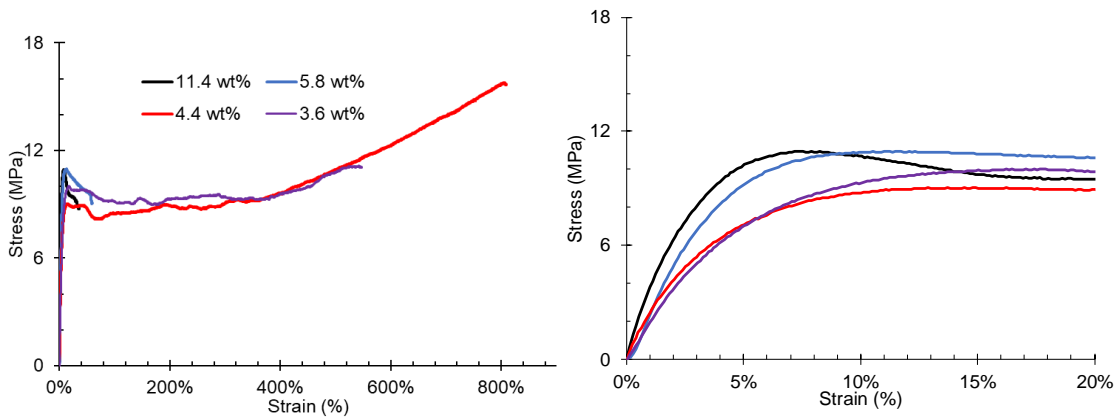 18
12
6
0
Stress (MPa)
11.4 wt%
5.8 wt%
4.4 wt%
3.6 wt%
0%
200%
400%
600%
800%
Strain (%)
18
12
6
0
Stress (MPa)
0%
5%
10%
15%
20%
Strain (%)